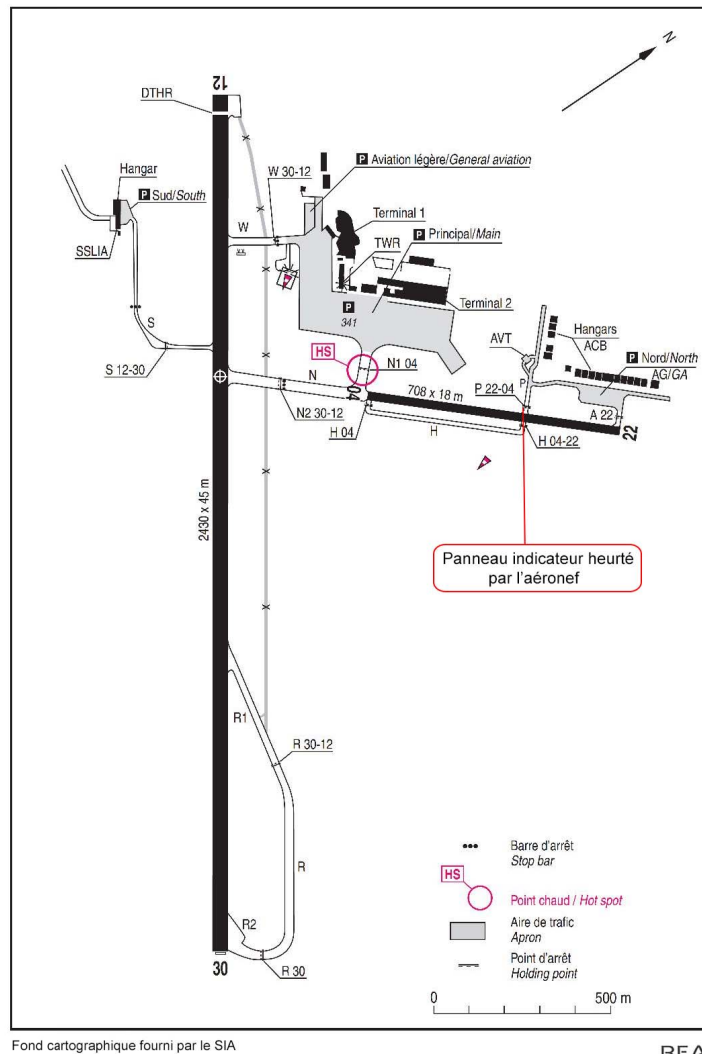 N
12
DTHR
W 30-12
P Aviation légère/General aviation
Hangar
P Sud/South
Terminal 1
W
P Principal/Main
SSLIA
TWR
Terminal 2
P
341
S
AVT
Hangars
ACB
HS
N1 04
P Nord/North
AG/GA
S 12-30
N
P 22-04
P
04
708 x 18 m
A 22
N2 30-12
H 04
H
H 04-22
22
2430 x 45 m
Panneau indicateur heurté
par l'aéronef
R1
R 30-12
R
R2
30
R 30
Barre d'arrêt
Stop bar
HS
Point chaud / Hot spot
Aire de trafic
Apron
Point d'arrêt
Holding point
0
500 m
Fond cartographique fourni par le SIA